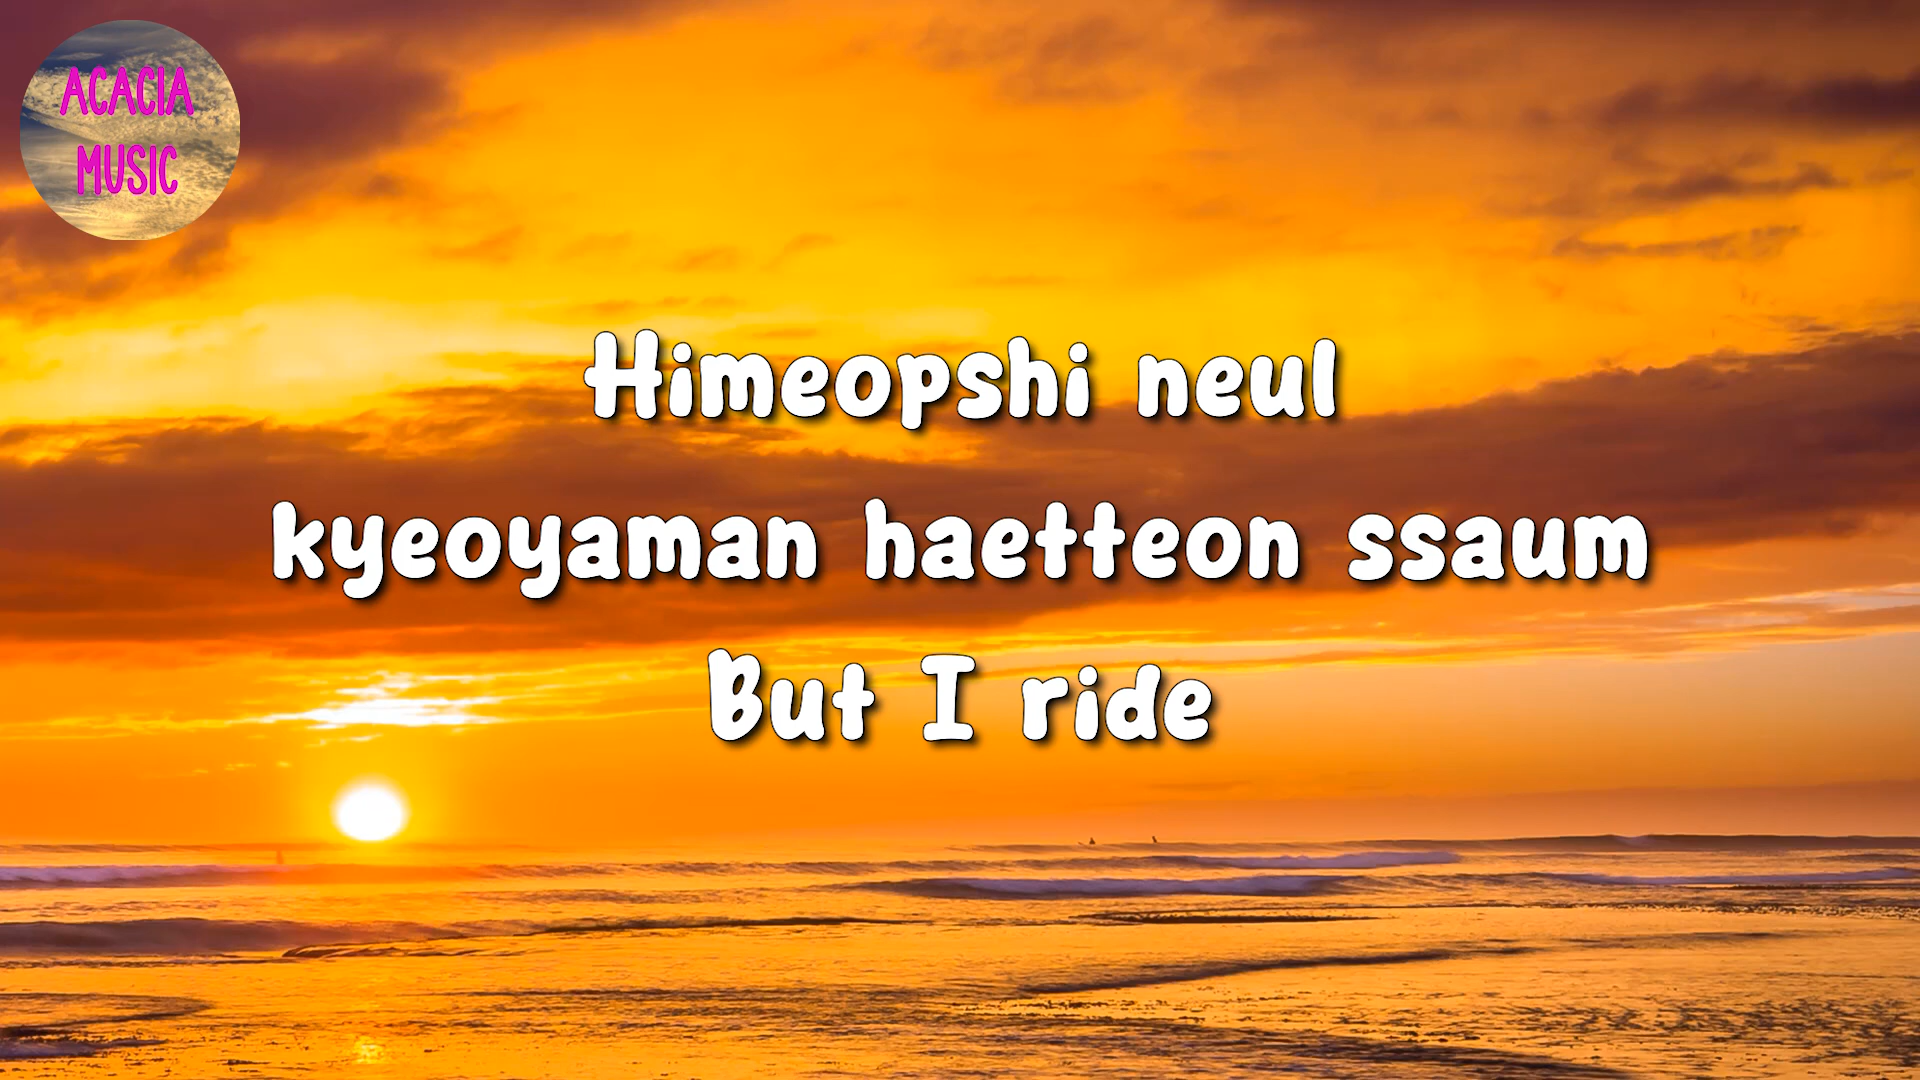 ACACIA
MUSIC
Himeopshi neul
kyeoyaman haetteon ssaum
But I ride